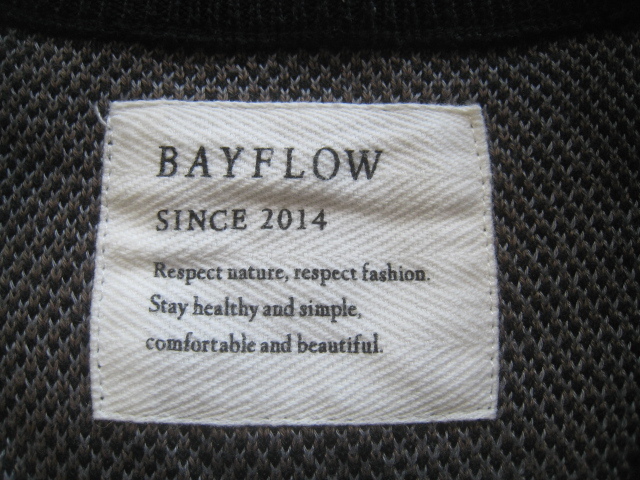 BAYFLOW
SINCE 2014
Respect nature, respect fashion.
Stay healthy and simple,
comfortable and beautiful.